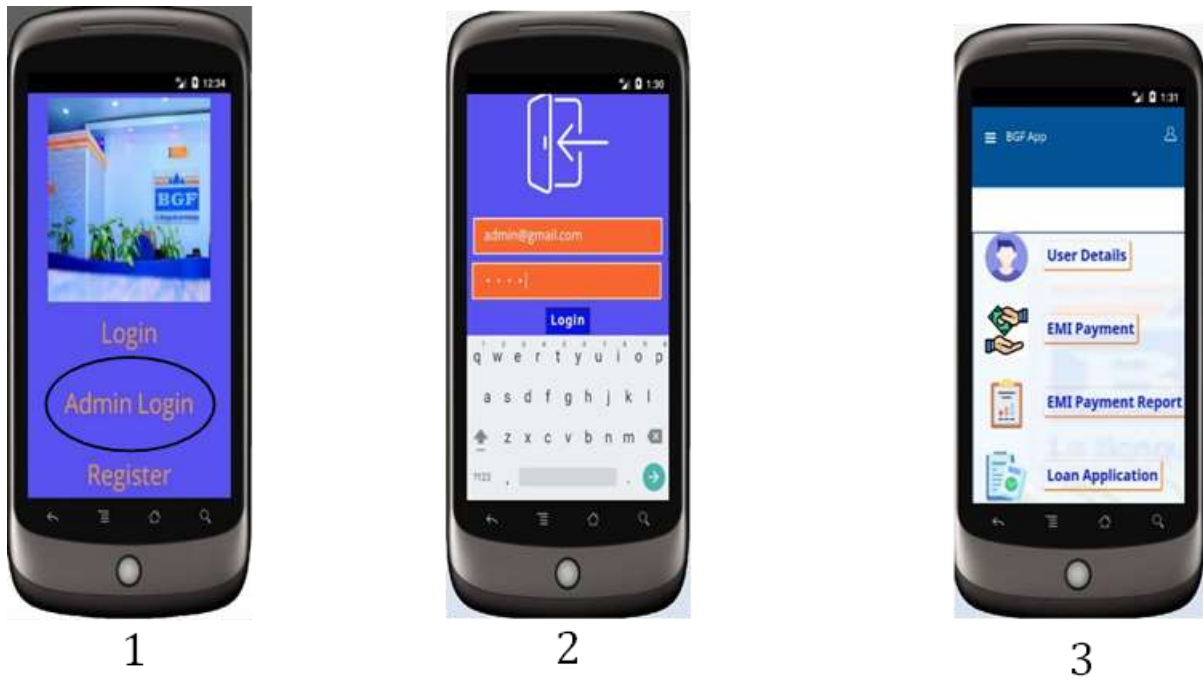 12:34
BGF
Login
Admin Login
Register
1
1:30
admin@gmail.com
Login
q w e r t y u i o p
a s d f g h j k l
z x c v b n m
?123 , .
2
1:31
BGF App
User Details
EMI Payment
EMI Payment Report
Loan Application
3